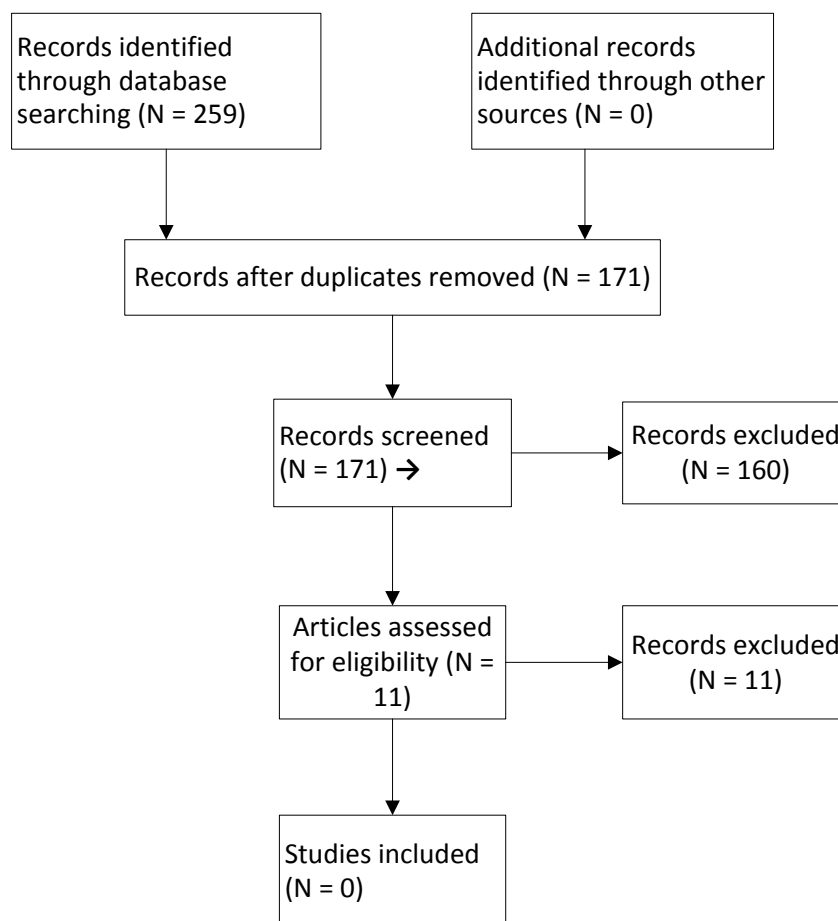 Records identified
through database
searching (N = 259)
Additional records
identified through other
sources (N = 0)
Records after duplicates removed (N = 171)
Records screened
(N = 171) →
Records excluded
(N = 160)
Articles assessed
for eligibility (N =
11)
Records excluded
(N = 11)
Studies included
(N = 0)